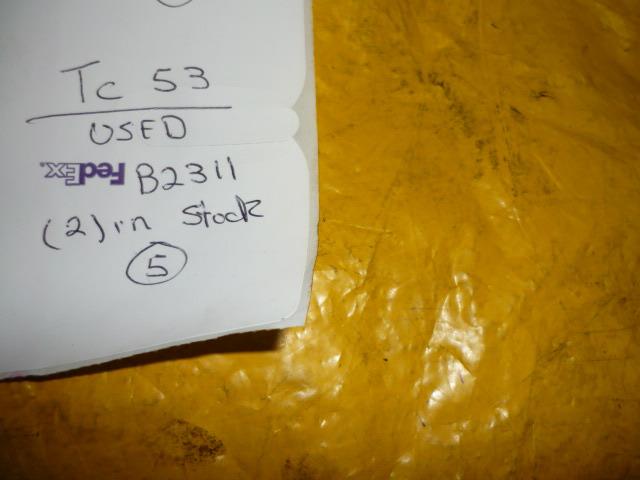 Tc 53
USED
FedEx. B2311
(2) in Stock
5